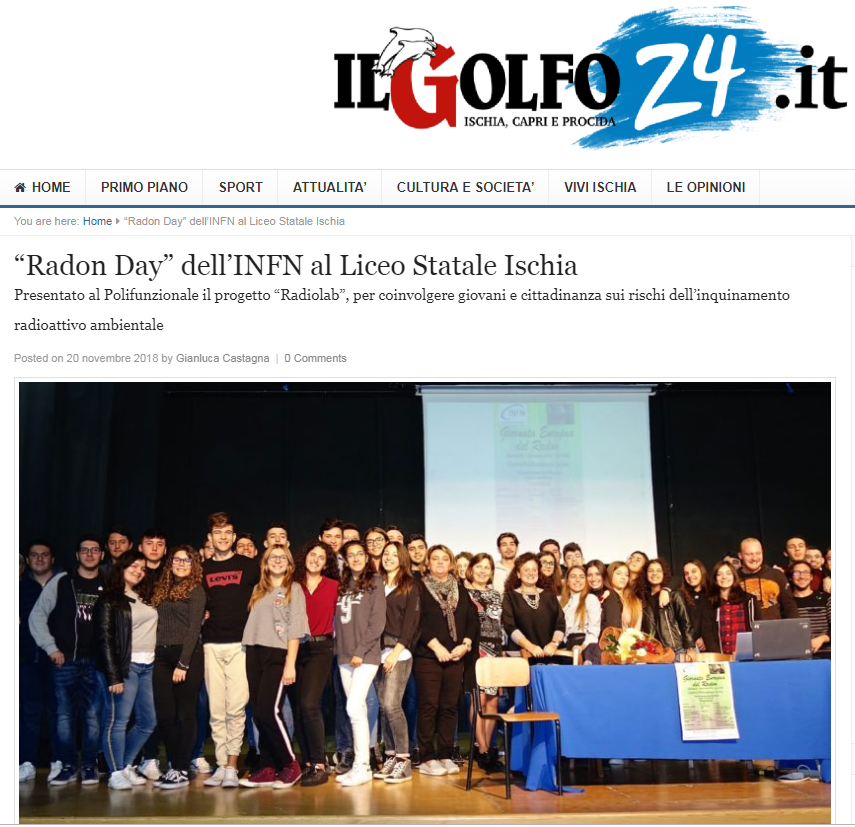 IL GOLFO 24 .it
ISCHIA, CAPRI E PROCIDA
HOME PRIMO PIANO SPORT ATTUALITA’ CULTURA E SOCIETA’ VIVI ISCHIA LE OPINIONI
You are here: Home “Radon Day” dell’INFN al Liceo Statale Ischia
“Radon Day” dell’INFN al Liceo Statale Ischia
Presentato al Polifunzionale il progetto “Radiolab”, per coinvolgere giovani e cittadinanza sui rischi dell’inquinamento
radioattivo ambientale
Posted on 20 novembre 2018 by Gianluca Castagna | 0 Comments
Giornata Europea
del Radon
LEVI'S
Giornata Europea
del Radon